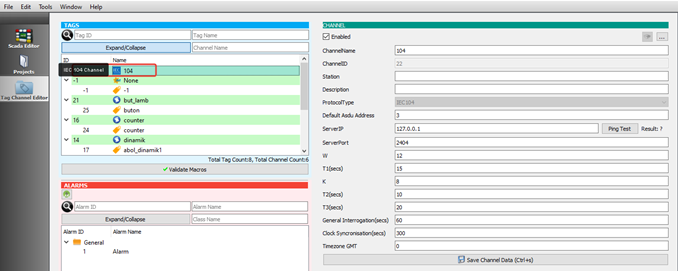 File Edit Tools Window Help
Scada Editor
Projects
Tag Channel Editor
TAGS
Tag ID Tag Name
Expand/Collapse Channel Name
ID Name
IEC 104 Channel 104
-1 None
-1 -1
21 but_lamb
25 buton
16 counter
24 counter
14 dinamik
17 abol_dinamik1
Total Tag Count:8, Total Channel Count:6
Validate Macros
ALARMS
Alarm ID Alarm Name
Expand/Collapse Class Name
Alarm ID Alarm Name
General
1 Alarm
CHANNEL
Enabled ...
ChannelName 104
ChannelID 22
Station
Description
ProtocolType IEC104
Default Asdu Address 3
ServerIP 127.0.0.1 Ping Test Result: ?
ServerPort 2404
W 12
T1(secs) 15
K 8
T2(secs) 10
T3(secs) 20
General Interrogation(secs) 60
Clock Syncronisation(secs) 300
Timezone GMT 0
Save Channel Data (Ctrl+s)